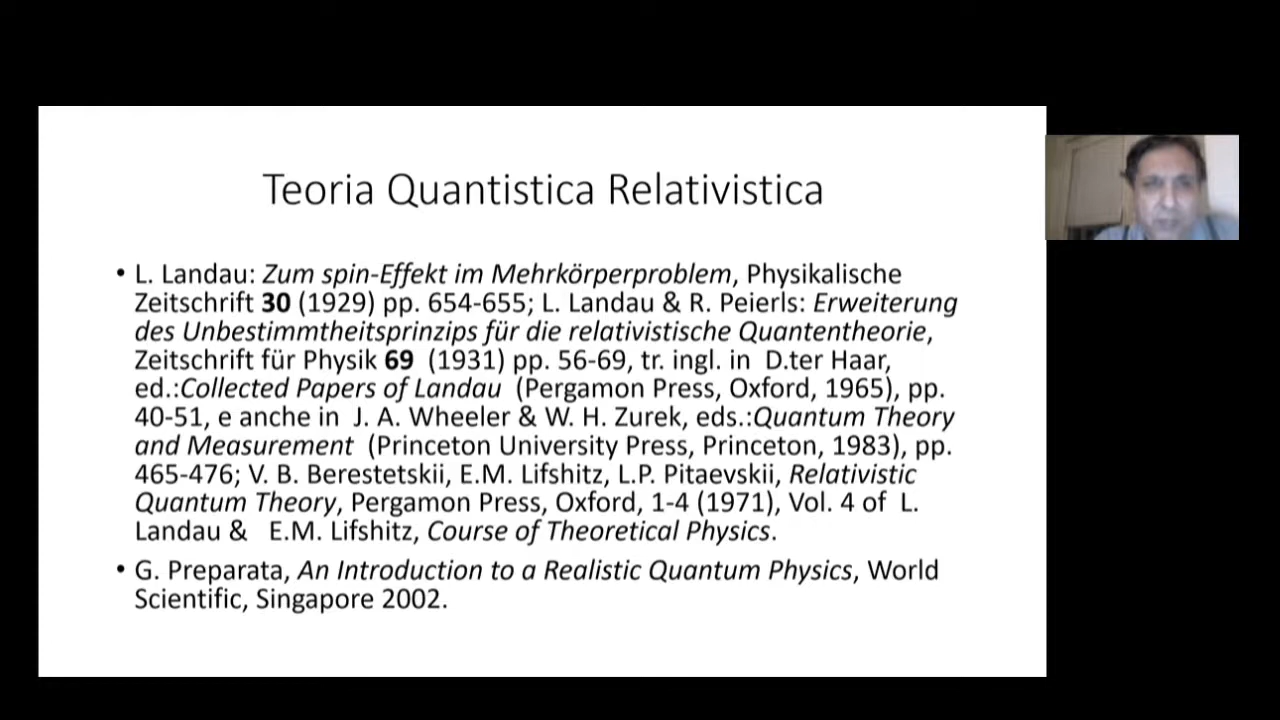 Teoria Quantistica Relativistica
• L. Landau: Zum spin-Effekt im Mehrkörperproblem, Physikalische
Zeitschrift 30 (1929) pp. 654-655; L. Landau & R. Peierls: Erweiterung
des Unbestimmtheitsprinzips für die relativistische Quantentheorie,
Zeitschrift für Physik 69 (1931) pp. 56-69, tr. ingl. in D.ter Haar,
ed.:Collected Papers of Landau (Pergamon Press, Oxford, 1965), pp.
40-51, e anche in J. A. Wheeler & W. H. Zurek, eds.:Quantum Theory
and Measurement (Princeton University Press, Princeton, 1983), pp.
465-476; V. B. Berestetskii, E.M. Lifshitz, L.P. Pitaevskii, Relativistic
Quantum Theory, Pergamon Press, Oxford, 1-4 (1971), Vol. 4 of L.
Landau & E.M. Lifshitz, Course of Theoretical Physics.
• G. Preparata, An Introduction to a Realistic Quantum Physics, World
Scientific, Singapore 2002.